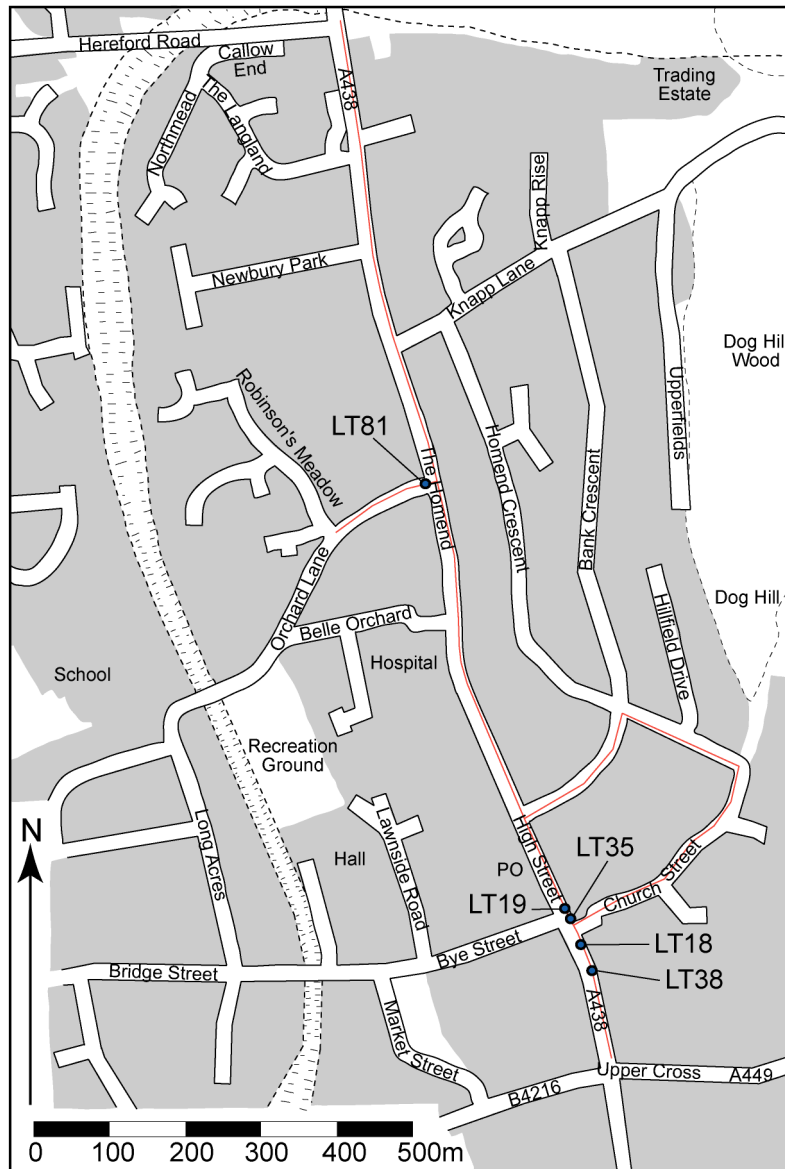 Hereford Road
Callow
End
A438
Trading
Estate
Northmead
The Langland
Knapp Rise
Newbury Park
Knapp Lane
Dog Hill
Wood
Upperfields
Robinson's Meadow
LT81
The Homend
Homend Crescent
Bank Crescent
Orchard Lane
Dog Hill
Belle Orchard
Hillfield Drive
School
Hospital
Recreation
Ground
N
Long Acres
Lawnside Road
Hall
High Street
PO
LT35
LT19
Church Street
LT18
Bye Street
Bridge Street
LT38
A438
Market Street
Upper Cross
A449
B4216
0 100 200 300 400 500m